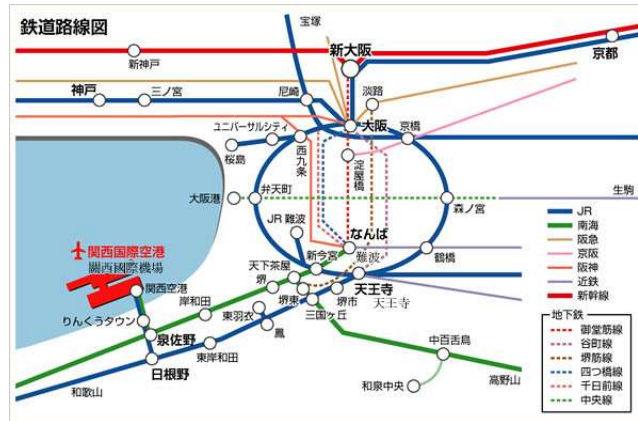 鉄道路線図
宝塚
新大阪
京都
新神戸
神戸
三ノ宮
尼崎
淡路
大阪
京橋
ユニバーサルシティ
桜島
西九条
淀屋橋
大阪港
弁天町
森ノ宮
生駒
JR 難波
なんば
難波
鶴橋
新今宮
天下茶屋
天王寺
天王寺
関西国際空港
關西國際機場
関西空港
りんくうタウン
泉佐野
日根野
和歌山
岸和田
東岸和田
東羽衣
鳳
堺
堺東
三国ヶ丘
堺市
中百舌鳥
和泉中央
高野山
JR
南海
阪急
京阪
阪神
近鉄
新幹線
地下鉄
御堂筋線
谷町線
堺筋線
四つ橋線
千日前線
中央線